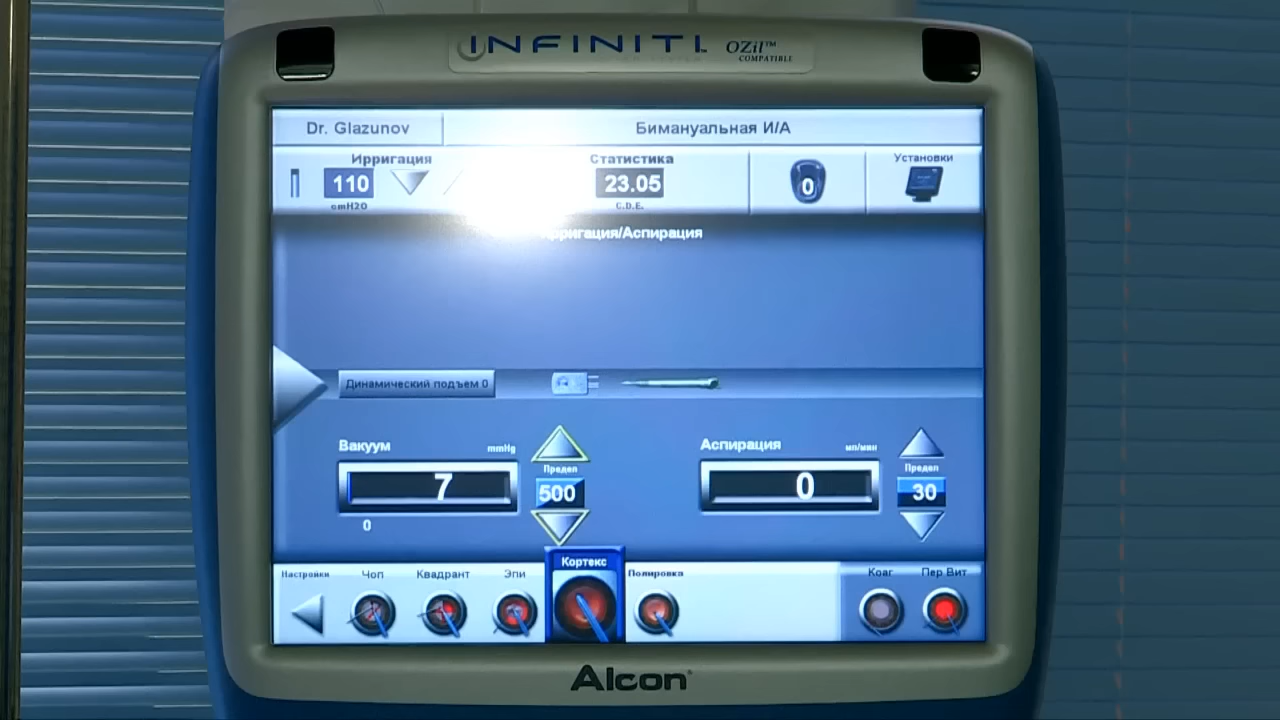 INFINITI
OZil™
COMPATIBLE
Dr. Glazunov
Бимануальная И/А
Ирригация
110
cmH2O
Статистика
23.05
C.D.E.
0
Установки
Ирригация/Аспирация
Динамический подъем 0
Вакуум
mmHg
7
0
Предел
500
Аспирация
мл/мин
0
Предел
30
Настройки
Чоп
Квадрант
Эпи
Кортекс
Полировка
Коаг
Пер Вит
Alcon